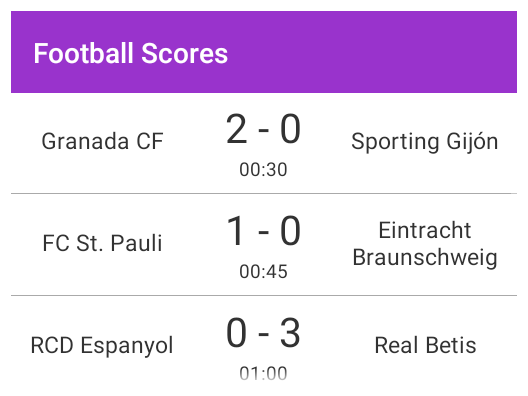 Football Scores
Granada CF
2 - 0
00:30
Sporting Gijón
FC St. Pauli
1 - 0
00:45
Eintracht
Braunschweig
RCD Espanyol
0 - 3
01:00
Real Betis